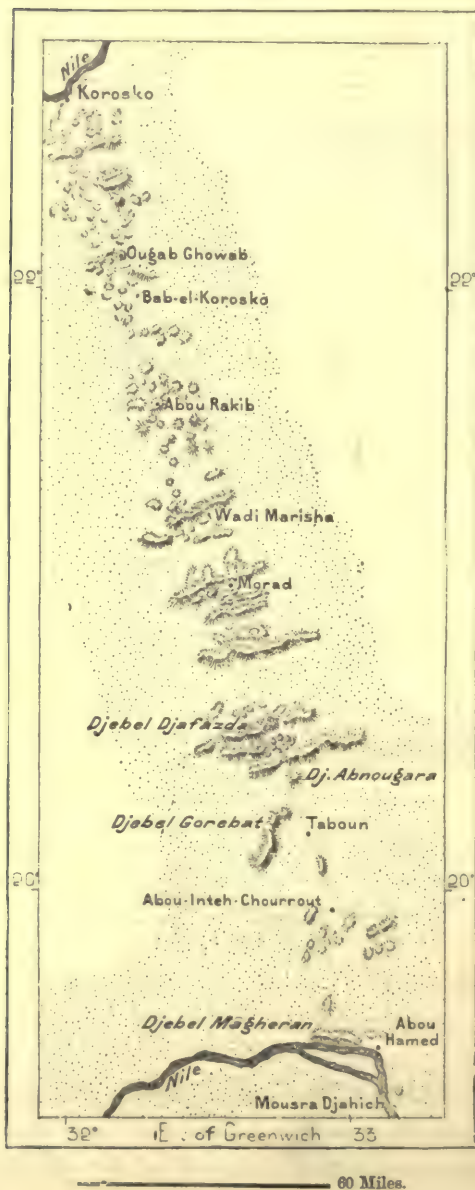 Nile
Korosko
Ougab Ghowab
22°
22°
Bab-el-Korosko
Abou Rakib
Wadi Marisha
Morad
Djebel Djafazda
Dj. Abnougara
Djebel Gorebat
Taboun
20°
20°
Abou-Inteh-Chourrout
Djebel Magheran
Abou
Hamed
Nile
Mousra Djahich
32° E. of Greenwich 33
60 Miles.